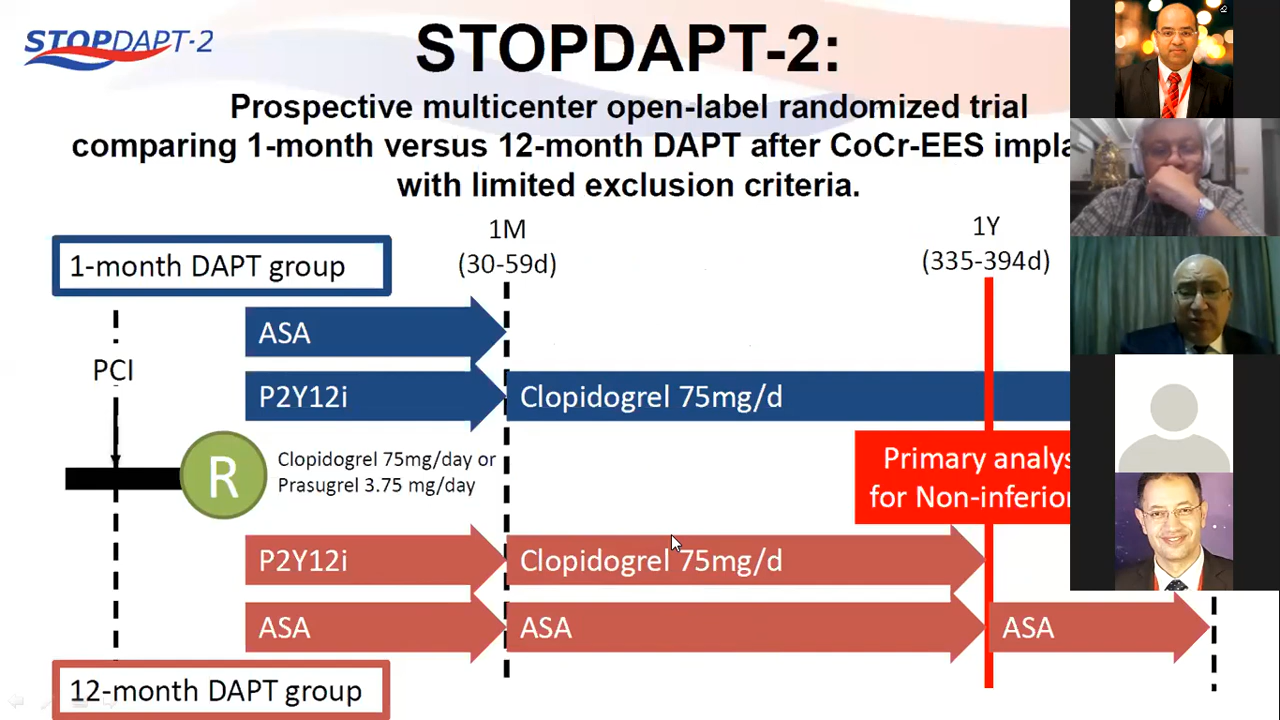 STOPDAPT-2
STOPDAPT-2:
Prospective multicenter open-label randomized trial
comparing 1-month versus 12-month DAPT after CoCr-EES
with limited exclusion criteria.
1-month DAPT group
1M
(30-59d)
1Y
(335-394d)
ASA
PCI
P2Y12i
Clopidogrel 75mg/d
R
Clopidogrel 75mg/day or
Prasugrel 3.75 mg/day
Primary
for
P2Y12i
Clopidogrel 75mg/d
ASA
ASA
ASA
12-month DAPT group